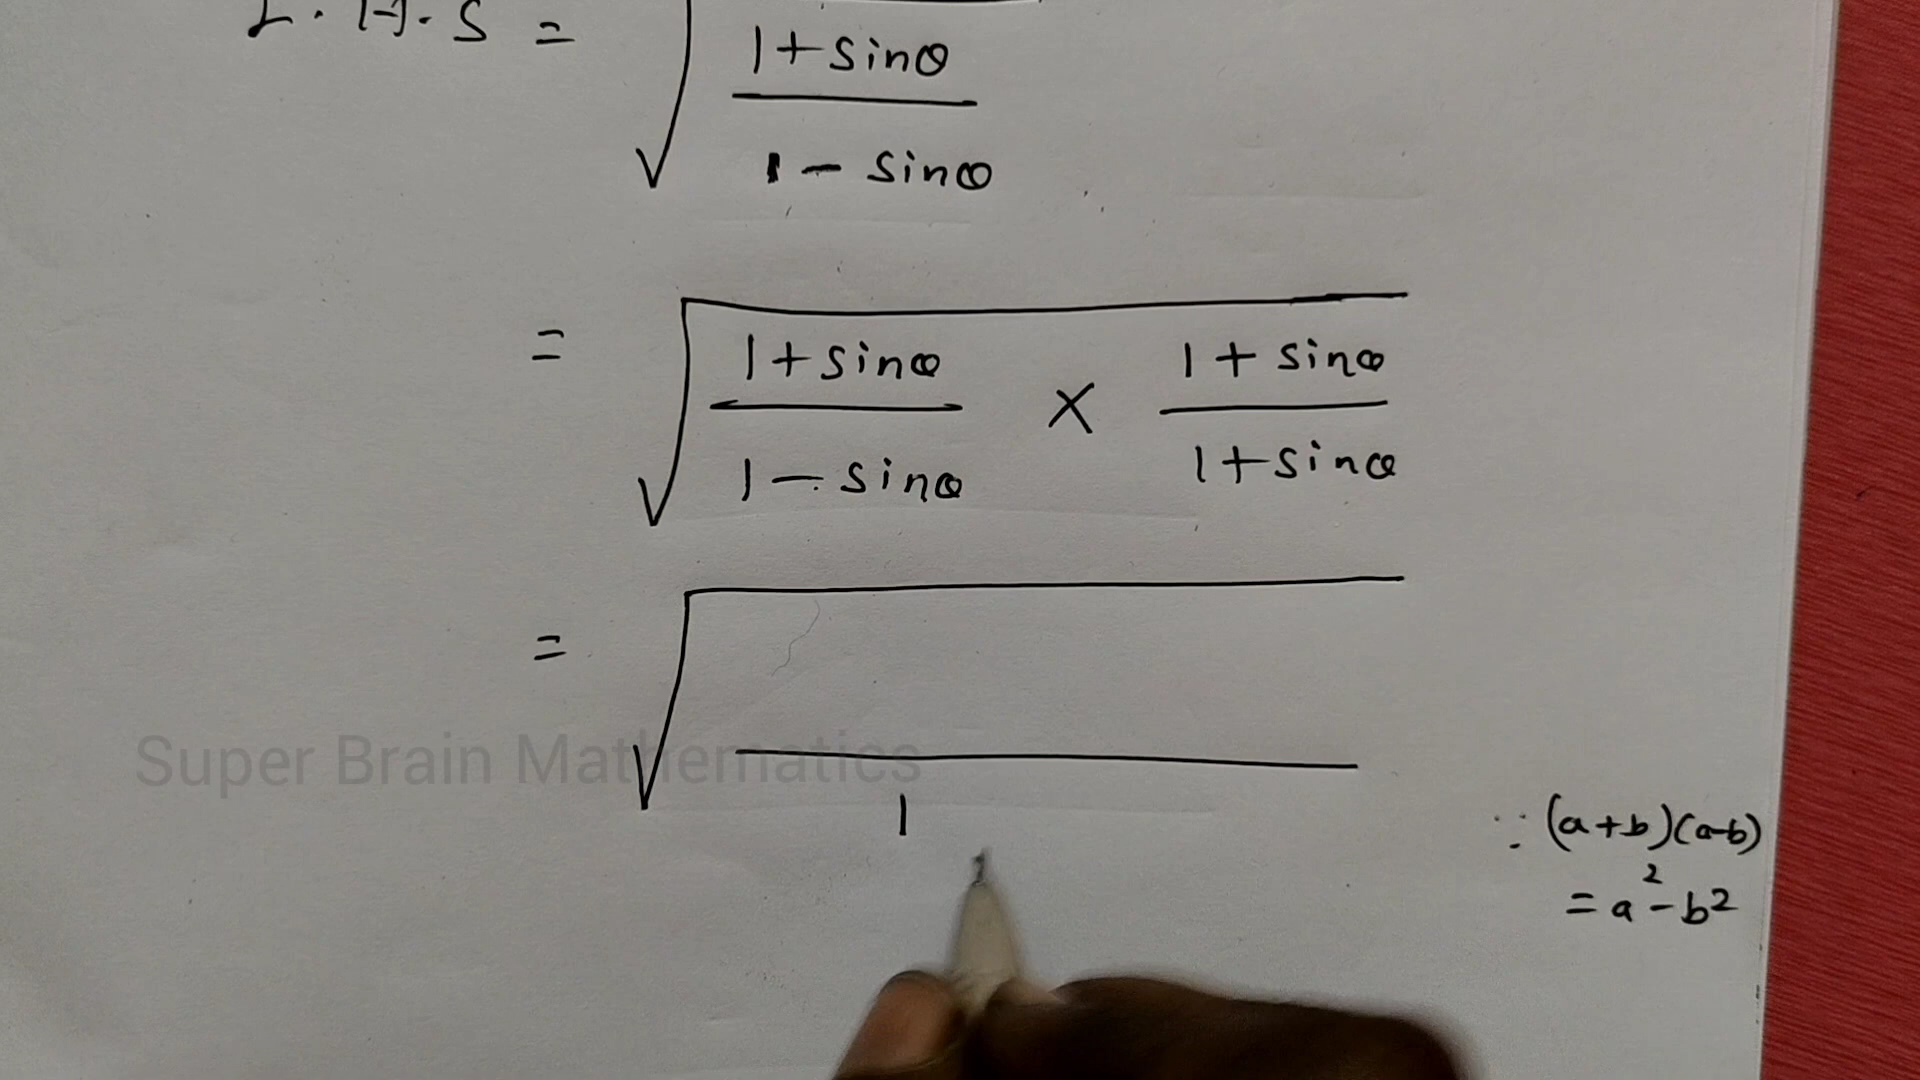 L.H.S = √
1+sinθ
1 - sinθ
= √ 1+sinθ × 1+sinθ
1-sinθ 1+sinθ
= √
Super Brain Mathematics
1
∵ (a+b)(a-b)
= a² - b²